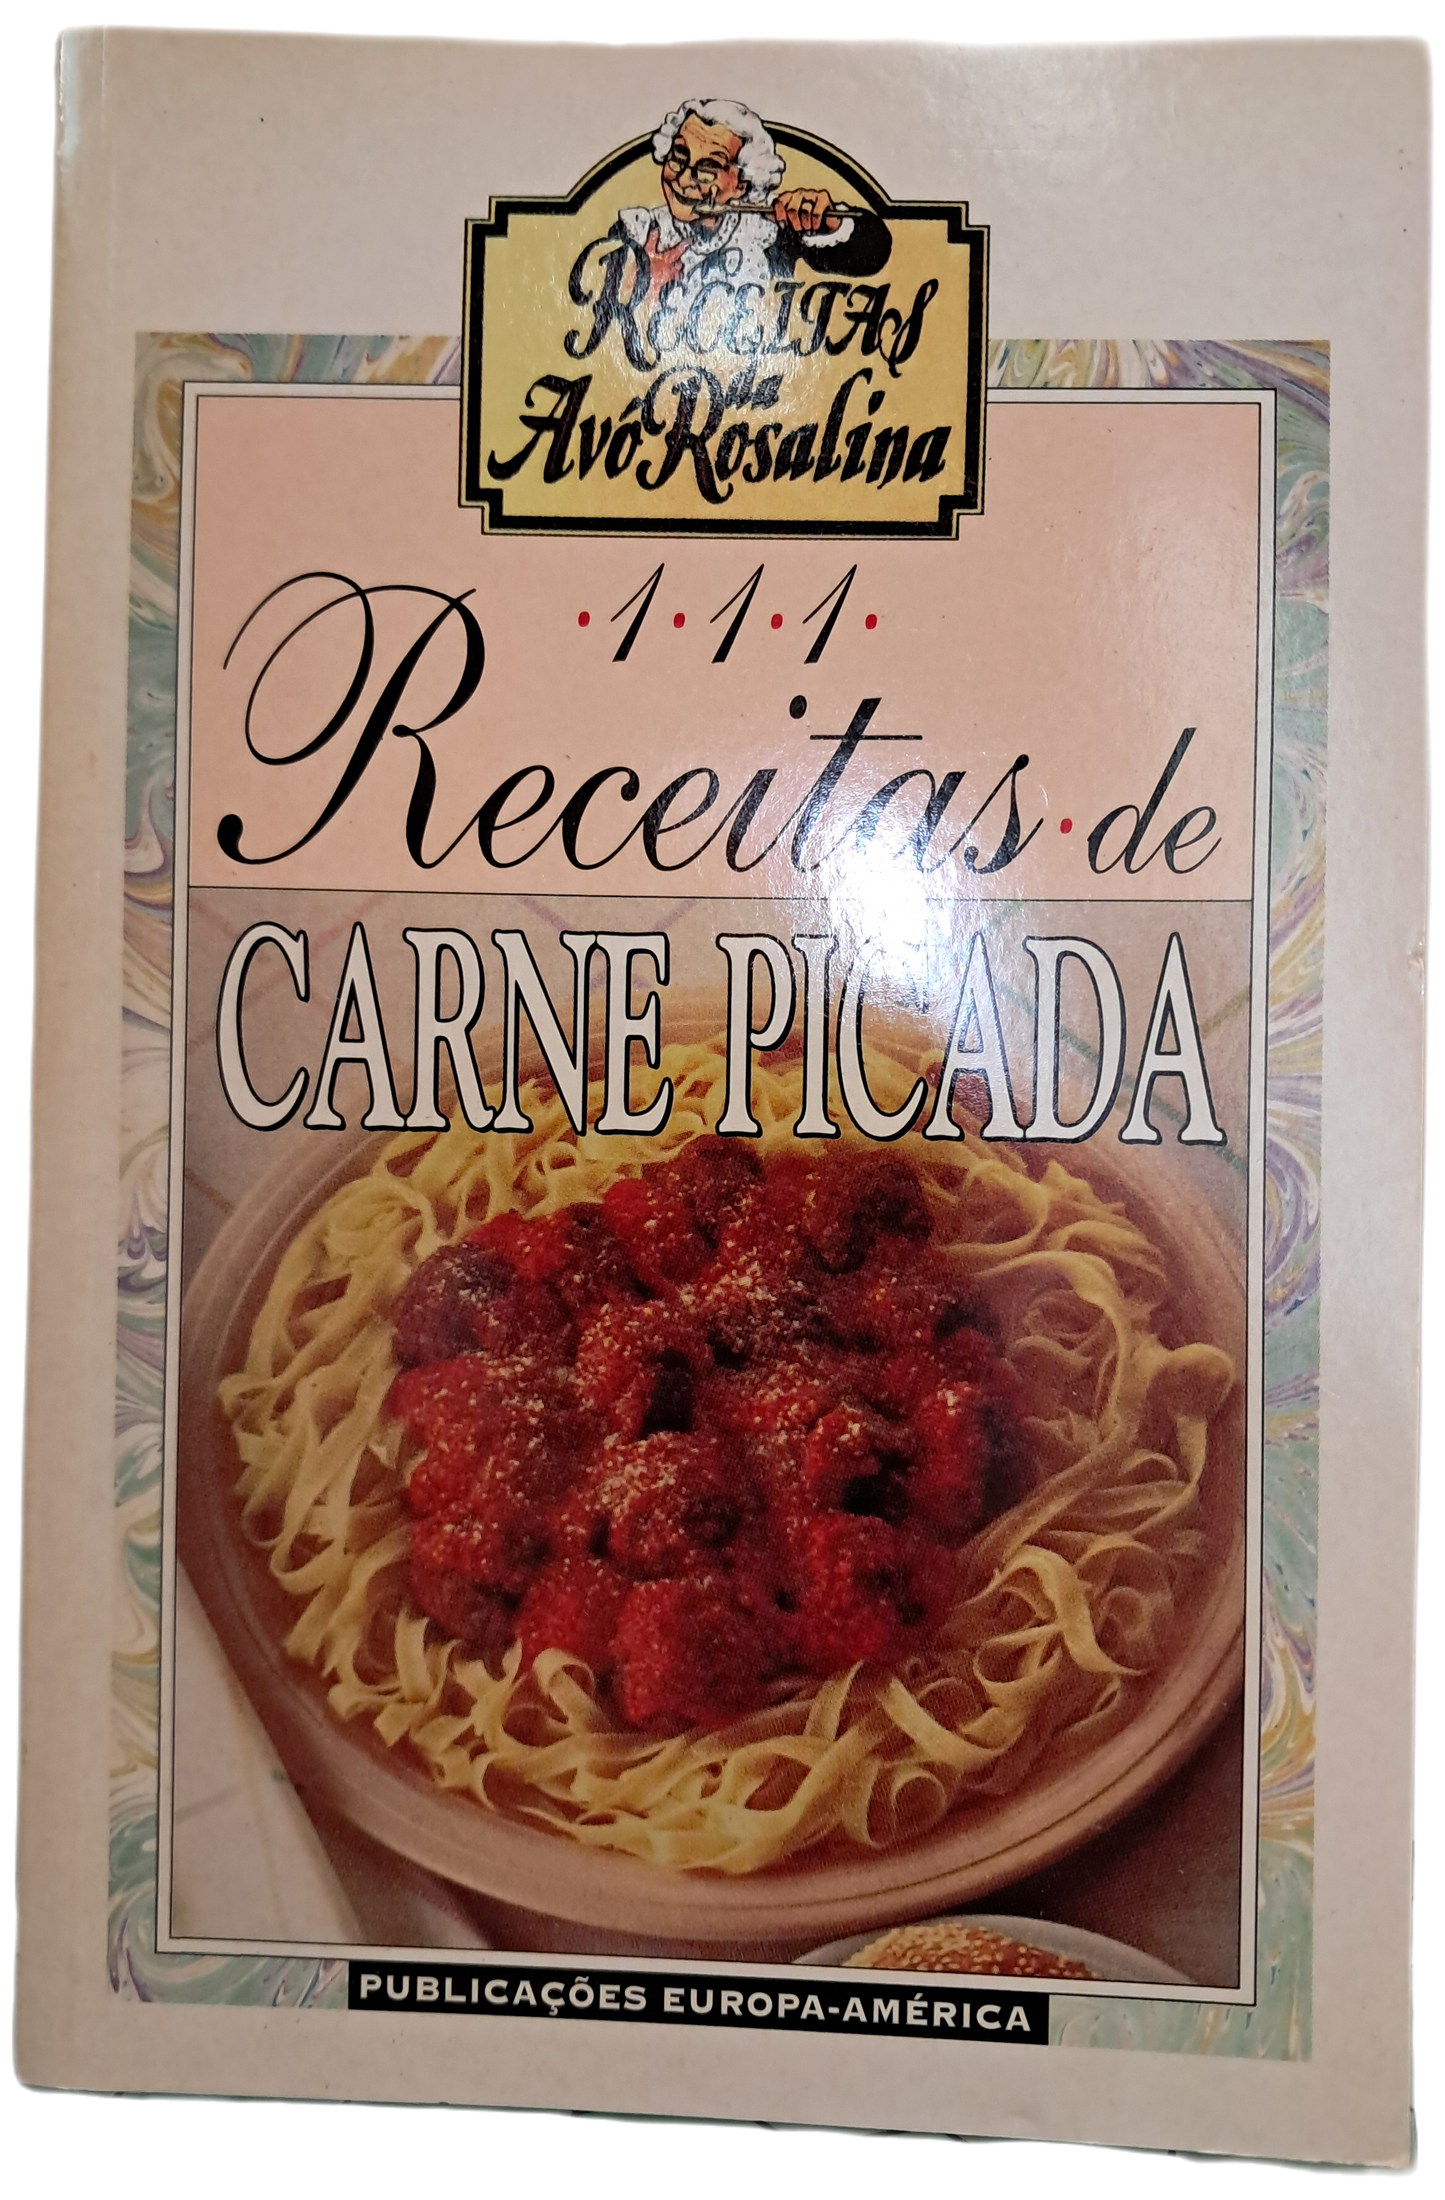 RECEITAS
da
Avó Rosalina
·1·1·1·
Receitas·de
CARNE PICADA
PUBLICAÇÕES EUROPA-AMÉRICA